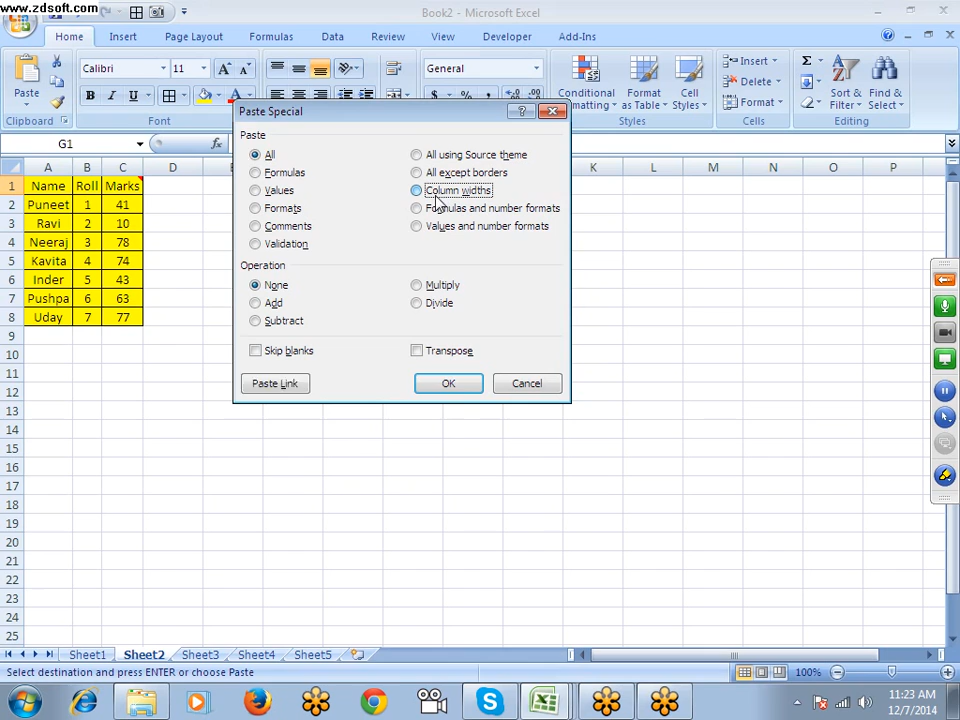 www.zdsoft.com
Book2 - Microsoft Excel
Home Insert Page Layout Formulas Data Review View Developer Add-Ins
Paste
Clipboard
Calibri 11
B I U
Font
General
$ % ,
Conditional Formatting
Format as Table
Cell Styles
Styles
Insert
Delete
Format
Cells
Sort & Filter
Find & Select
Editing
G1
fx
A B C D K L M N O P
1 Name Roll Marks
2 Puneet 1 41
3 Ravi 2 10
4 Neeraj 3 78
5 Kavita 4 74
6 Inder 5 43
7 Pushpa 6 63
8 Uday 7 77
9
10
11
12
13
14
15
16
17
18
19
20
21
22
23
24
25
Paste Special
Paste
All All using Source theme
Formulas All except borders
Values Column widths
Formats Formulas and number formats
Comments Values and number formats
Validation
Operation
None Multiply
Add Divide
Subtract
Skip blanks Transpose
Paste Link OK Cancel
Sheet1 Sheet2 Sheet3 Sheet4 Sheet5
Select destination and press ENTER or choose Paste 100%
11:23 AM
12/7/2014